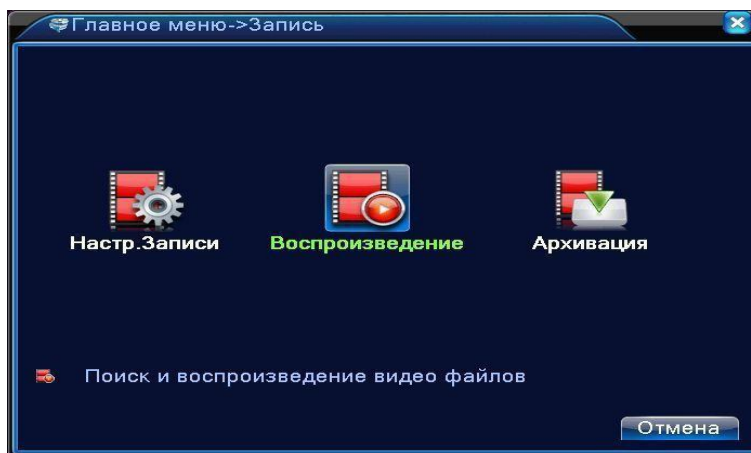 Главное меню->Запись
Настр.Записи Воспроизведение Архивация
Поиск и воспроизведение видео файлов
Отмена